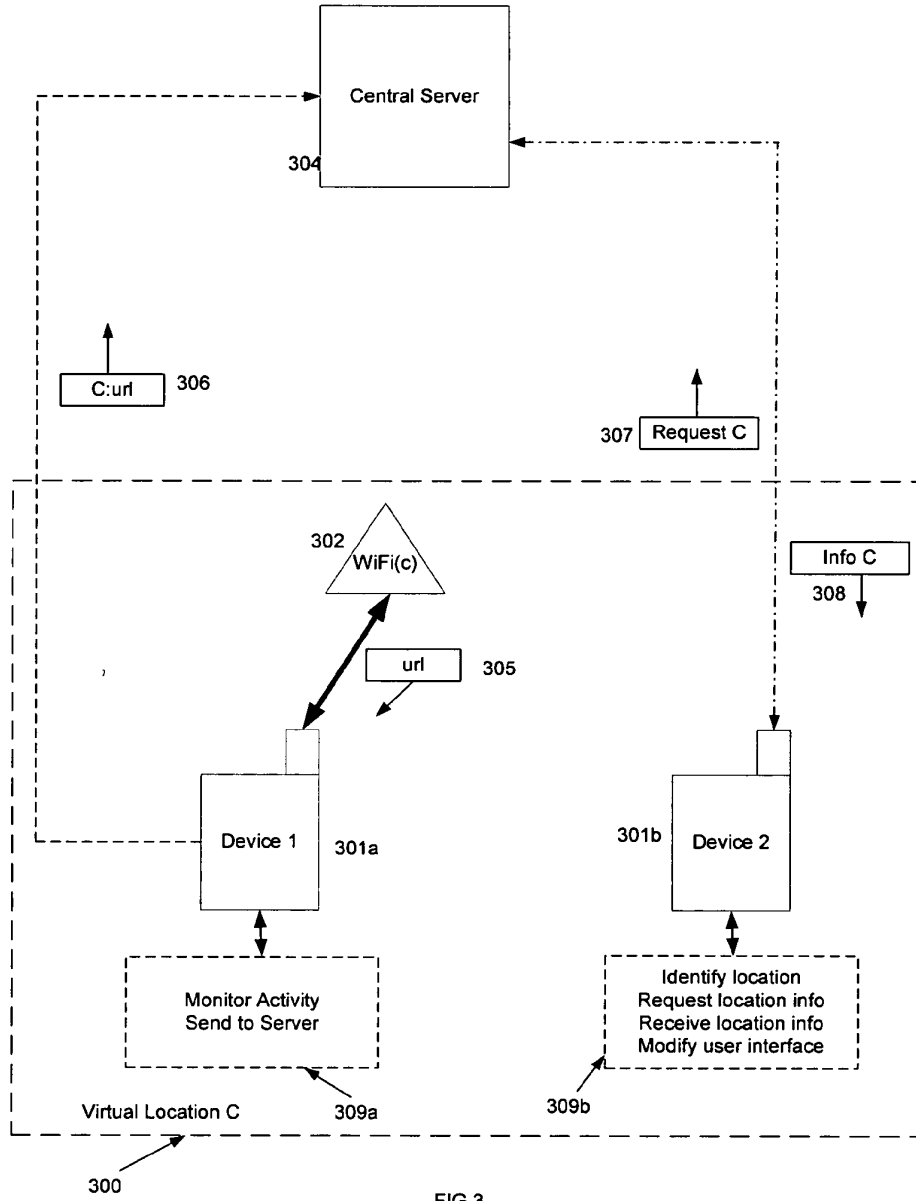 Central Server
304
C:url
306
307
Request C
302
WiFi(c)
Info C
308
url
305
Device 1
301a
301b
Device 2
Monitor Activity
Send to Server
Identify location
Request location info
Receive location info
Modify user interface
Virtual Location C
309a
309b
300
FIG 3